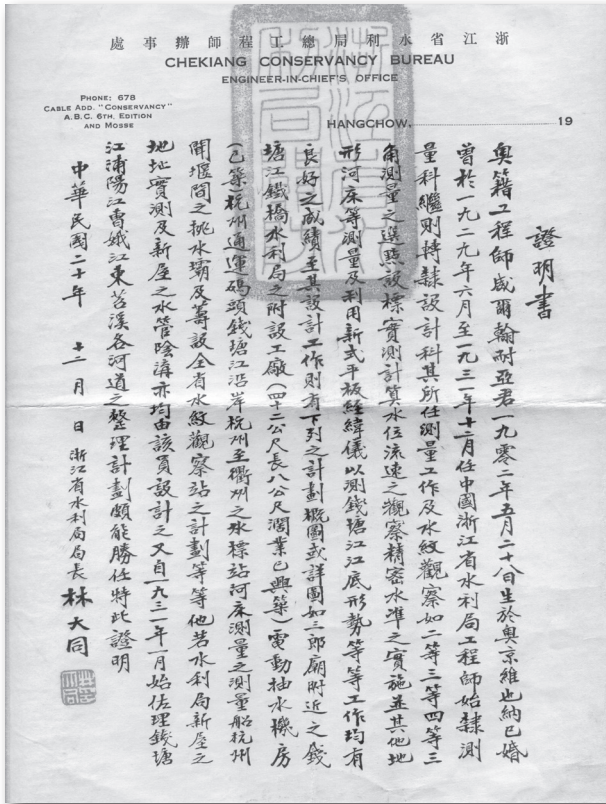 處事辦師程工總局利水省江浙
CHEKIANG CONSERVANCY BUREAU
ENGINEER-IN-CHIEF'S OFFICE
PHONE: 678
CABLE ADD. "CONSERVANCY"
A.B.C. 6TH. EDITION
AND MOSSE
HANGCHOW, 19
證明書
奧籍工程師咸爾翰耐亞君一九零二年五月二十八日生於奧京維也納已婚
曾於一九二九年六月至一九三一年十二月任中國浙江省水利局工程師始隸測
量科繼則轉隸設計科其所任測量工作及水紋觀察如二等三等四等三
角測量之選點設標實測計算水位流速之觀察精密水準之實施並其他地
形河床等測量及利用新式平板經緯儀以測錢塘江江底形勢等等工作均有
良好之成績至其設計工作則有下列之計劃概圖或詳圖如三郎廟附近之錢
塘江鐵橋水利局之附設工廠(四十二公尺長八公尺濶業已興築)電動抽水機房
(已築)杭州通運碼頭錢塘江沿岸杭州至衢州之水標站河床測量之測量船杭州
閘堰間之挑水壩及籌設全省水紋觀察站之計劃等等他若水利局新屋之
地址實測及新屋之水管陰溝亦均由該員設計之又自一九三一年一月始佐理錢塘
江浦陽江曹娥江東苕溪各河道之整理計劃頗能勝任特此證明
中華民國二十年 十二月 日 浙江省水利局局長 林大同